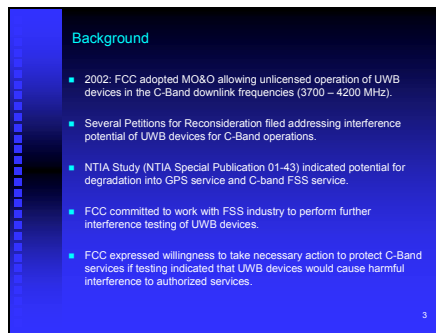 Background
2002: FCC adopted MO&O allowing unlicensed operation of UWB
devices in the C-Band downlink frequencies (3700 – 4200 MHz).
Several Petitions for Reconsideration filed addressing interference
potential of UWB devices for C-Band operations.
NTIA Study (NTIA Special Publication 01-43) indicated potential for
degradation into GPS service and C-band FSS service.
FCC committed to work with FSS industry to perform further
interference testing of UWB devices.
FCC expressed willingness to take necessary action to protect C-Band
services if testing indicated that UWB devices would cause harmful
interference to authorized services.
3